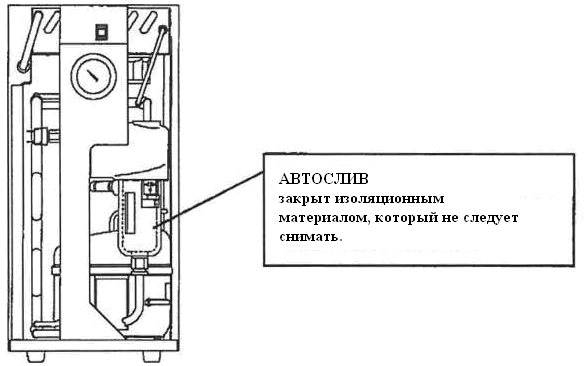 АВТОСЛИВ
закрыт изоляционным
материалом, который не следует
снимать.